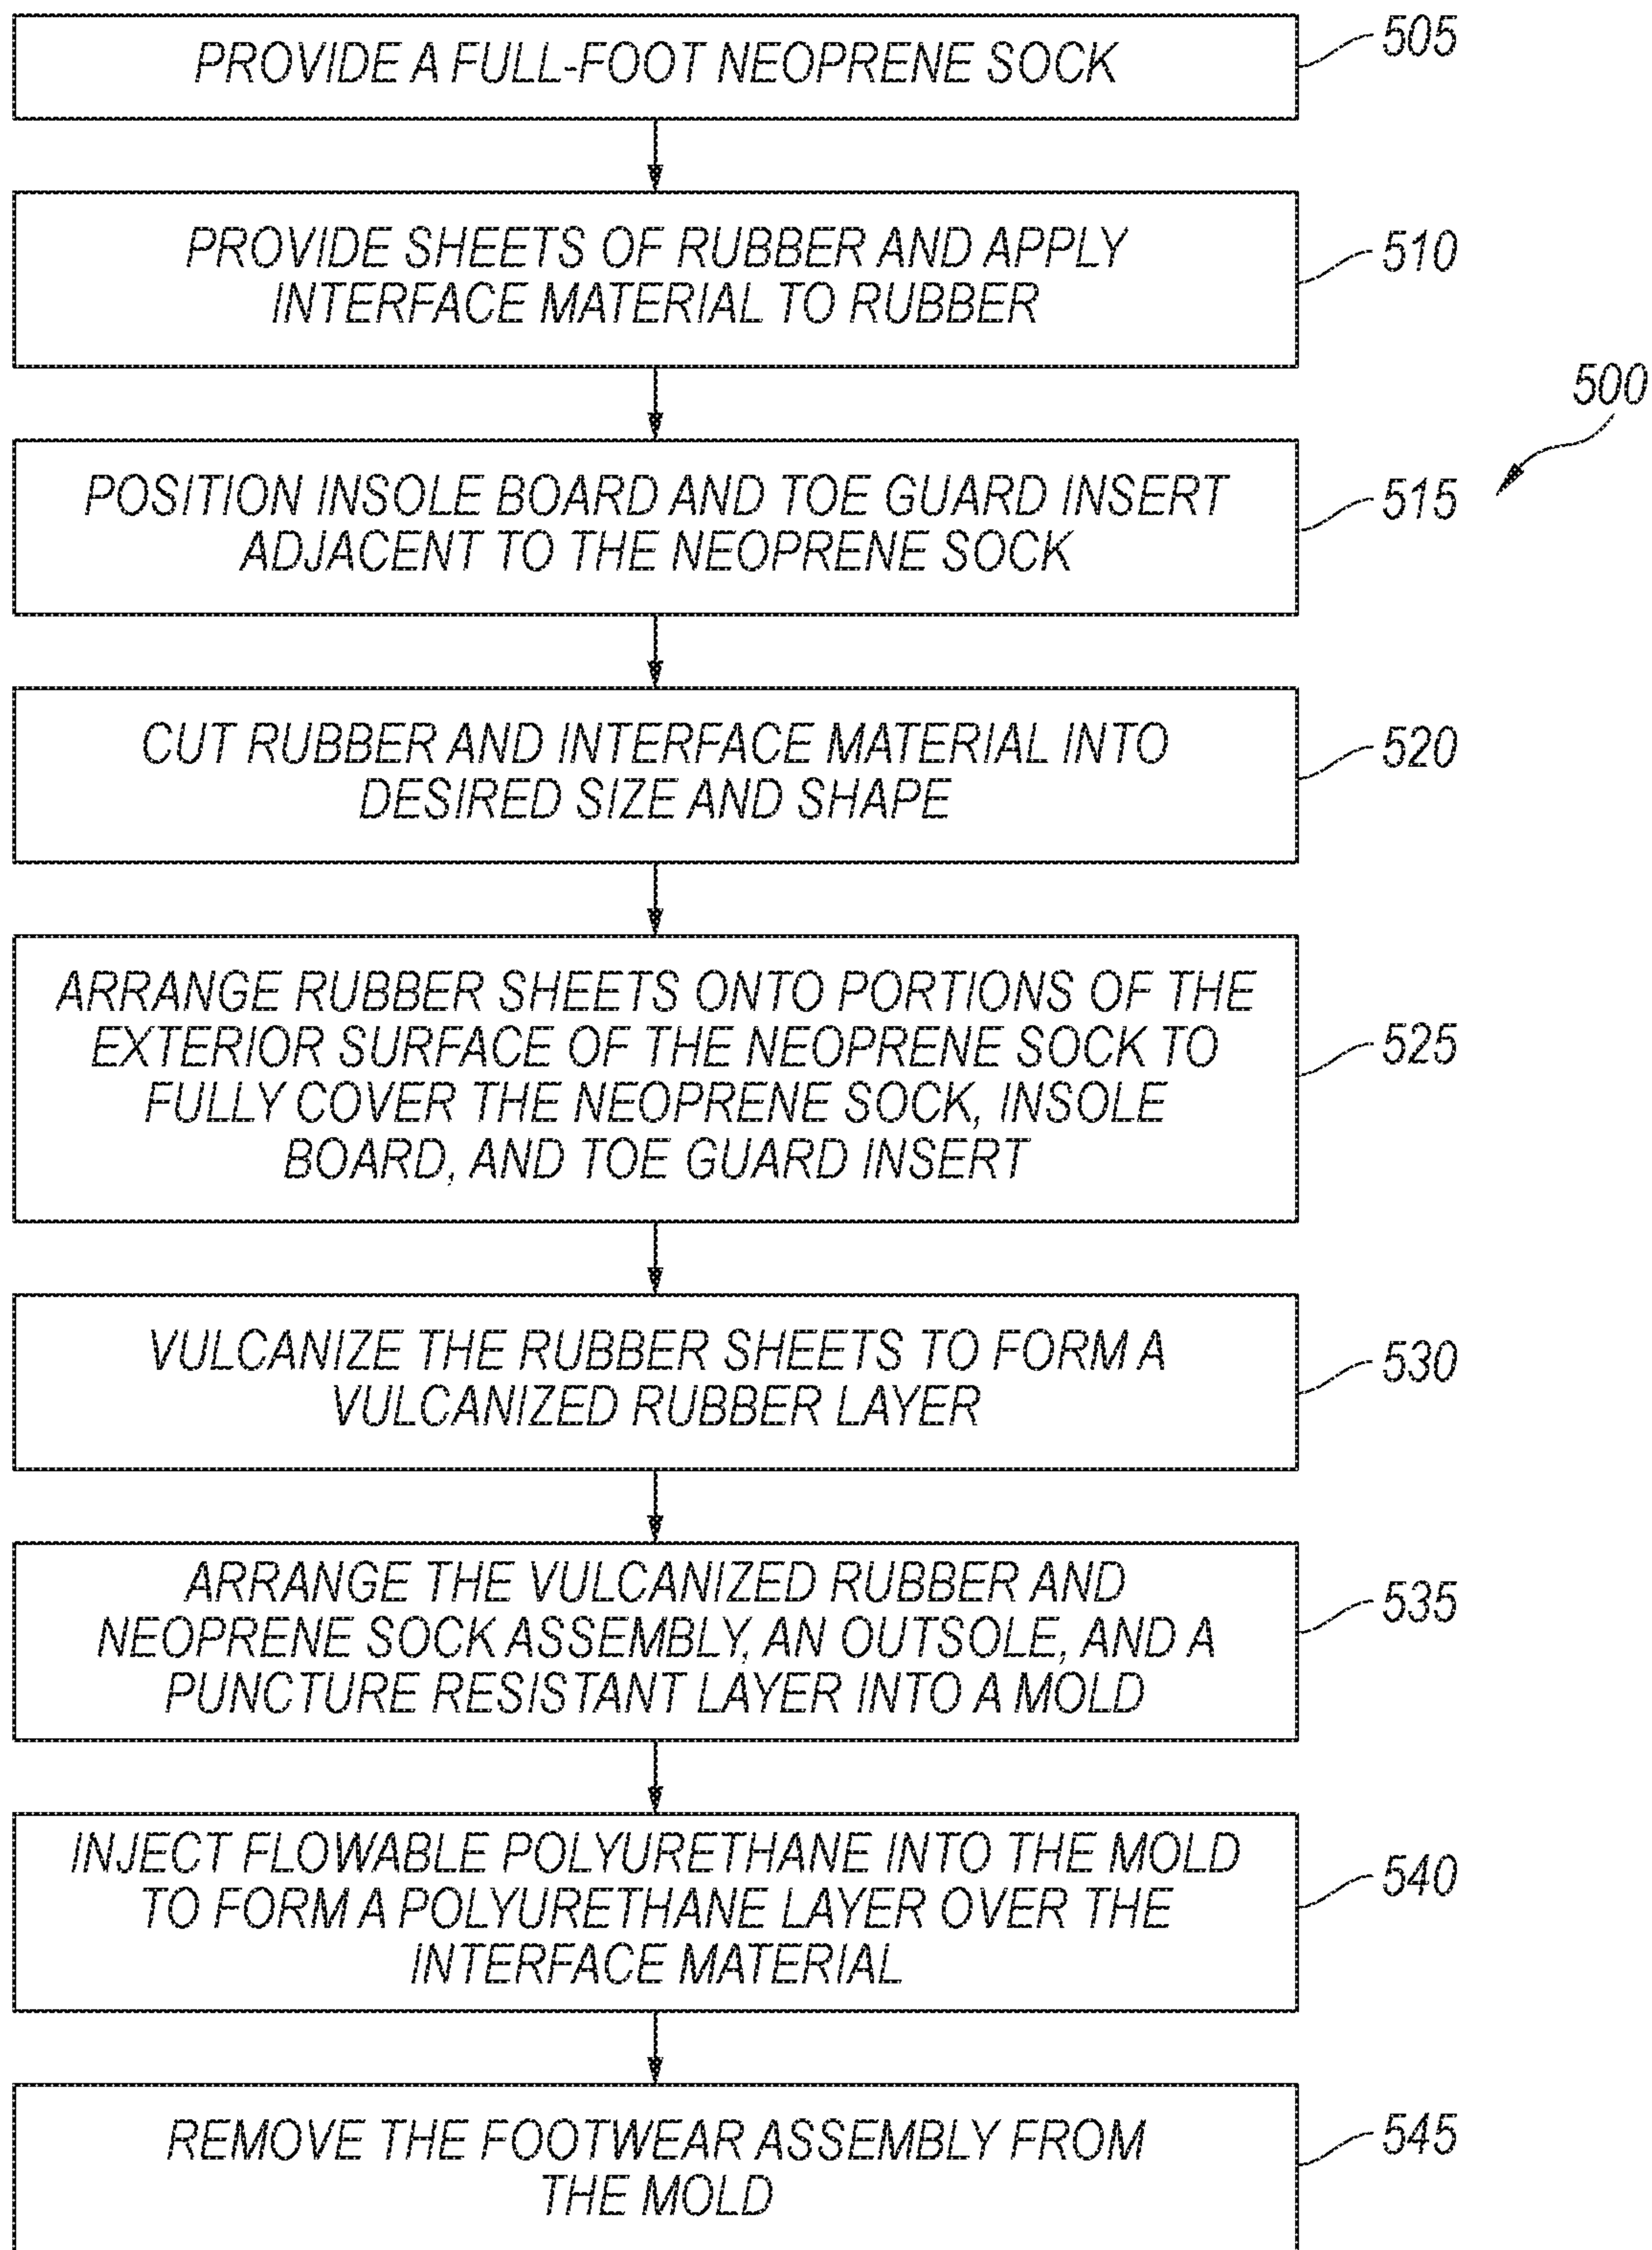 PROVIDE A FULL-FOOT NEOPRENE SOCK
505
PROVIDE SHEETS OF RUBBER AND APPLY
INTERFACE MATERIAL TO RUBBER
510
500
POSITION INSOLE BOARD AND TOE GUARD INSERT
ADJACENT TO THE NEOPRENE SOCK
515
CUT RUBBER AND INTERFACE MATERIAL INTO
DESIRED SIZE AND SHAPE
520
ARRANGE RUBBER SHEETS ONTO PORTIONS OF THE
EXTERIOR SURFACE OF THE NEOPRENE SOCK TO
FULLY COVER THE NEOPRENE SOCK, INSOLE
BOARD, AND TOE GUARD INSERT
525
VULCANIZE THE RUBBER SHEETS TO FORM A
VULCANIZED RUBBER LAYER
530
ARRANGE THE VULCANIZED RUBBER AND
NEOPRENE SOCK ASSEMBLY, AN OUTSOLE, AND A
PUNCTURE RESISTANT LAYER INTO A MOLD
535
INJECT FLOWABLE POLYURETHANE INTO THE MOLD
TO FORM A POLYURETHANE LAYER OVER THE
INTERFACE MATERIAL
540
REMOVE THE FOOTWEAR ASSEMBLY FROM
THE MOLD
545